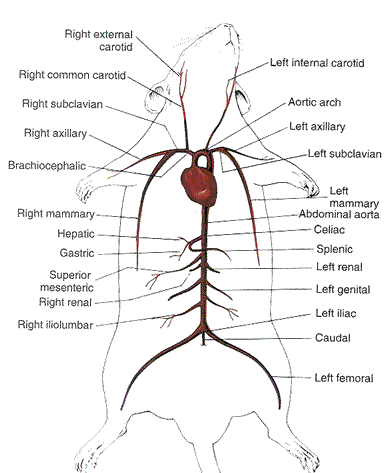 Right external
carotid
Left internal carotid
Right common carotid
Right subclavian
Aortic arch
Right axillary
Left axillary
Left subclavian
Brachiocephalic
Left
mammary
Right mammary
Abdominal aorta
Hepatic
Celiac
Gastric
Splenic
Superior
mesenteric
Left renal
Right renal
Left genital
Right iliolumbar
Left iliac
Caudal
Left femoral